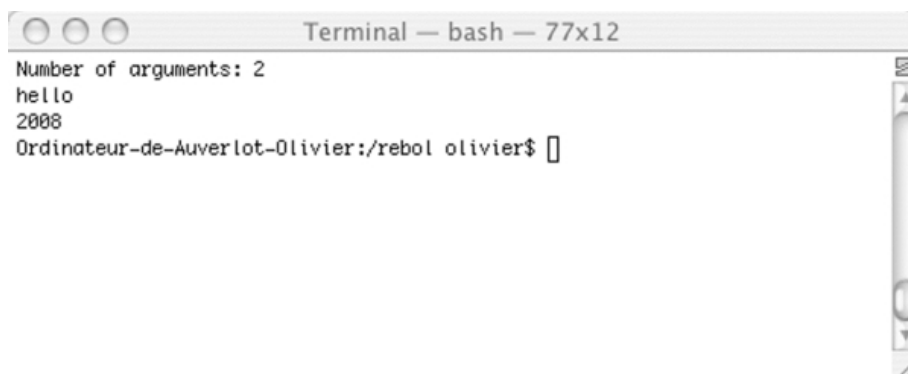 Terminal — bash — 77x12
Number of arguments: 2
hello
2008
Ordinateur-de-Auverlot-Olivier:/rebol olivier$